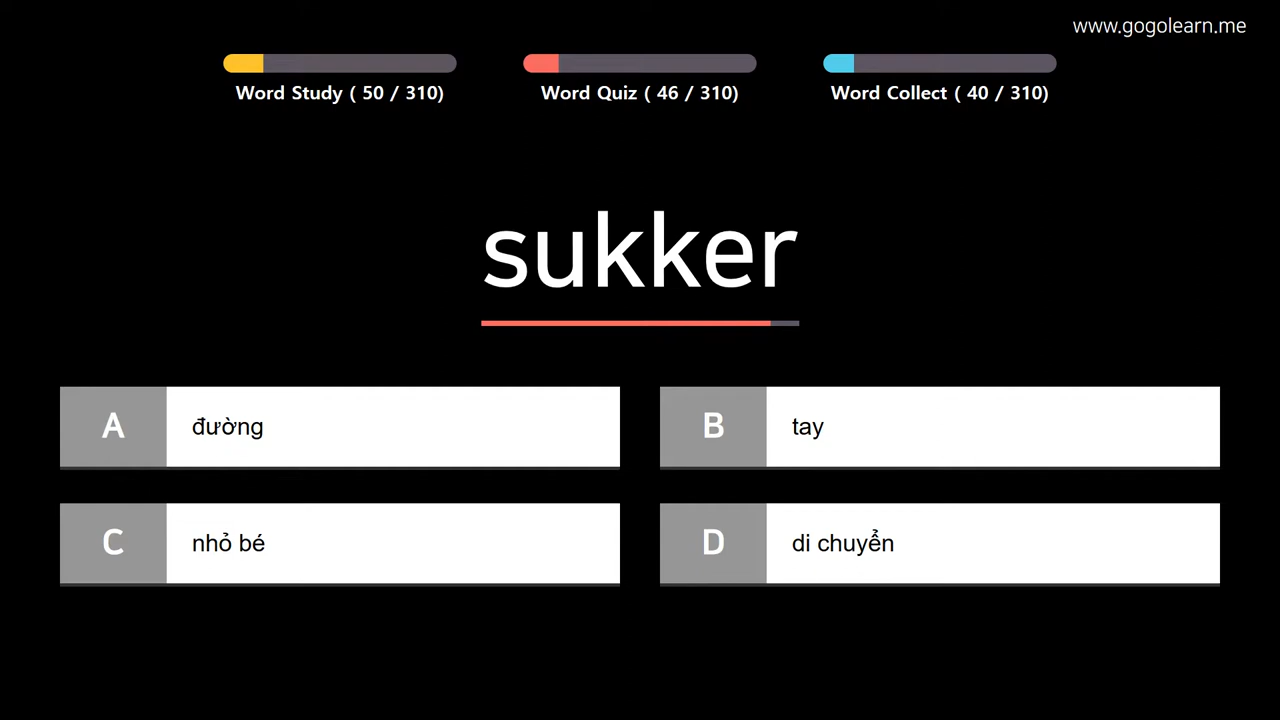 www.gogolearn.me
Word Study ( 50 / 310)
Word Quiz ( 46 / 310)
Word Collect ( 40 / 310)
sukker
A đường
B tay
C nhỏ bé
D di chuyển